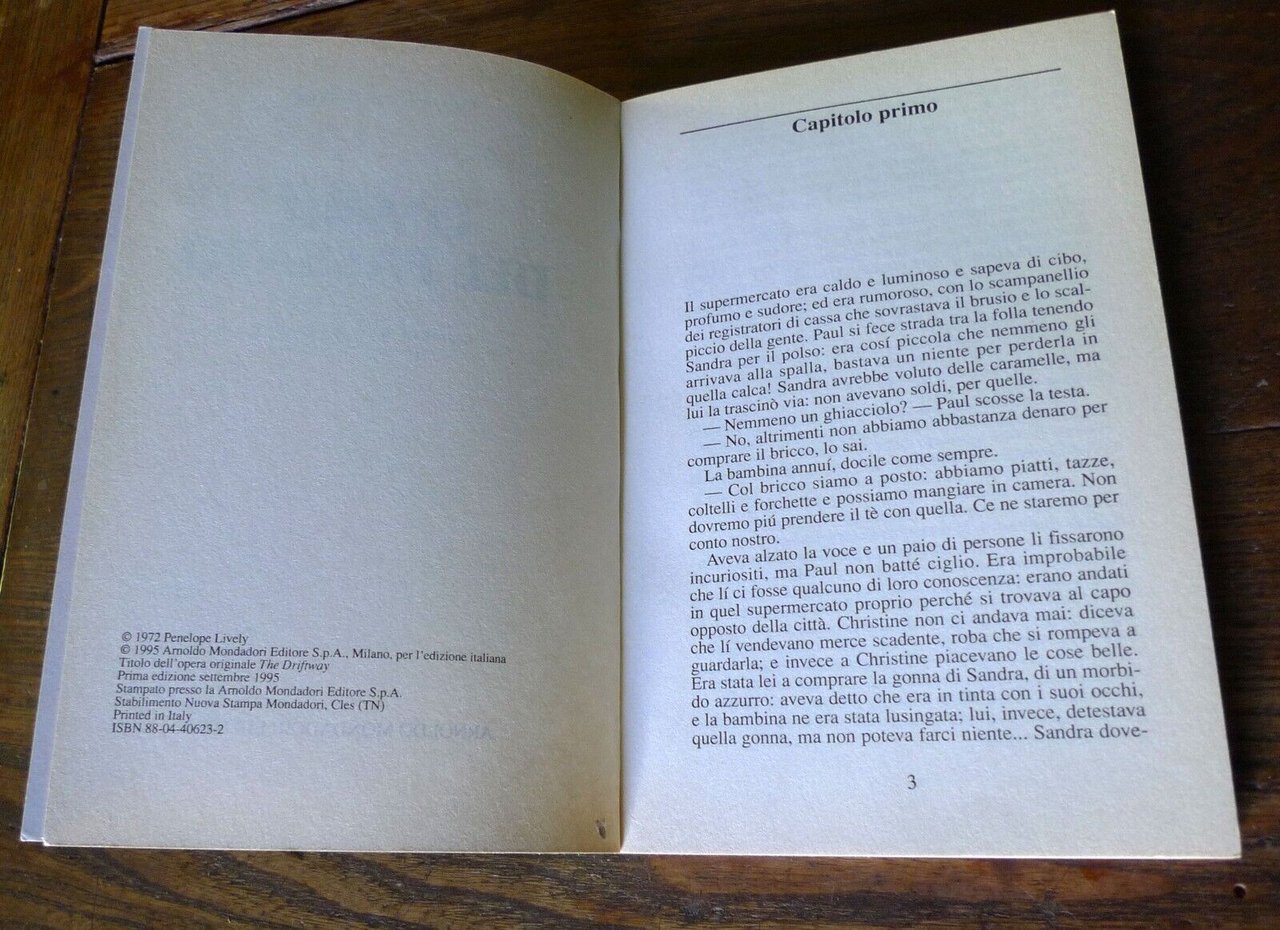 © 1972 Penelope Lively
© 1995 Arnoldo Mondadori Editore S.p.A., Milano, per l'edizione italiana
Titolo dell'opera originale The Driftway
Prima edizione settembre 1995
Stampato presso la Arnoldo Mondadori Editore S.p.A.
Stabilimento Nuova Stampa Mondadori, Cles (TN)
Printed in Italy
ISBN 88-04-40623-2
Capitolo primo
Il supermercato era caldo e luminoso e sapeva di cibo,
profumo e sudore; ed era rumoroso, con lo scampanellio
dei registratori di cassa che sovrastava il brusio e lo scal-
piccio della gente. Paul si fece strada tra la folla tenendo
Sandra per il polso: era cosí piccola che nemmeno gli
arrivava alla spalla, bastava un niente per perderla in
quella calca! Sandra avrebbe voluto delle caramelle, ma
lui la trascinò via: non avevano soldi, per quelle.
— Nemmeno un ghiacciolo? — Paul scosse la testa.
— No, altrimenti non abbiamo abbastanza denaro per
comprare il bricco, lo sai.
La bambina annuí, docile come sempre.
— Col bricco siamo a posto: abbiamo piatti, tazze,
coltelli e forchette e possiamo mangiare in camera. Non
dovremo piú prendere il tè con quella. Ce ne staremo per
conto nostro.
Aveva alzato la voce e un paio di persone li fissarono
incuriositi, ma Paul non batté ciglio. Era improbabile
che lí ci fosse qualcuno di loro conoscenza: erano andati
in quel supermercato proprio perché si trovava al capo
opposto della città. Christine non ci andava mai: diceva
che lí vendevano merce scadente, roba che si rompeva a
guardarla; e invece a Christine piacevano le cose belle.
Era stata lei a comprare la gonna di Sandra, di un morbi-
do azzurro: aveva detto che era in tinta con i suoi occhi,
e la bambina ne era stata lusingata; lui, invece, detestava
quella gonna, ma non poteva farci niente... Sandra dove-
3